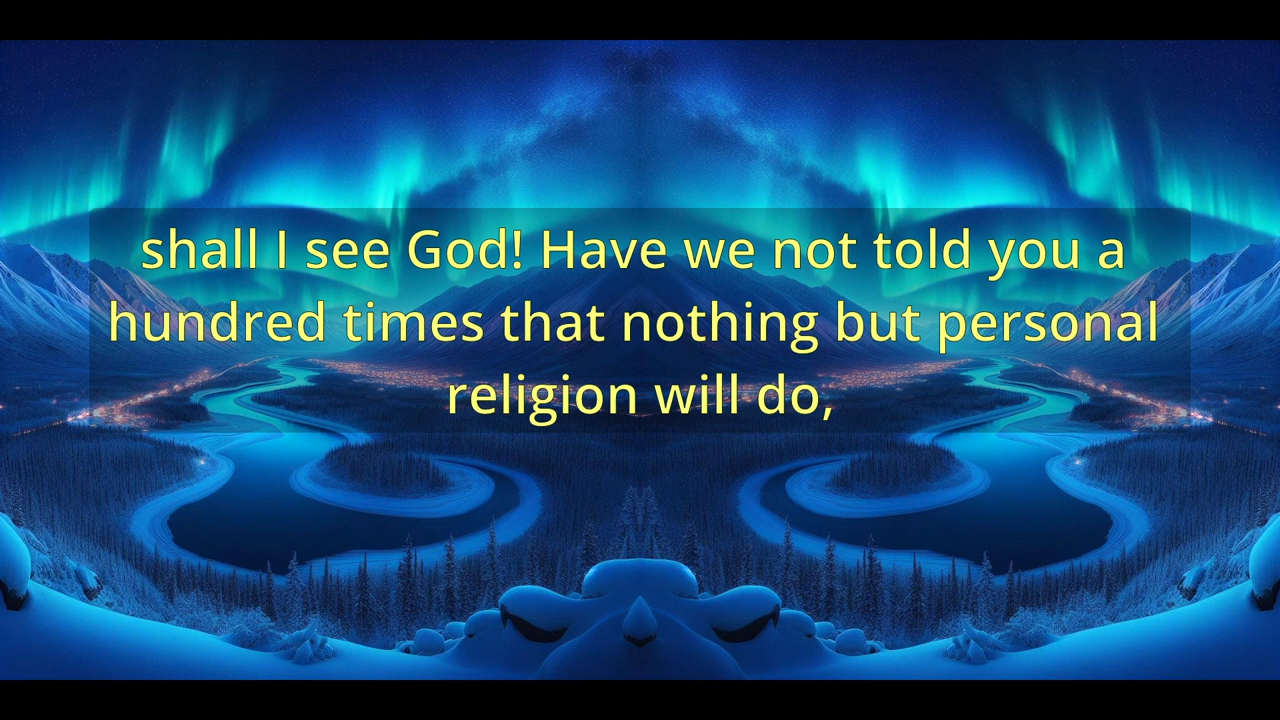 shall I see God! Have we not told you a
hundred times that nothing but personal
religion will do,